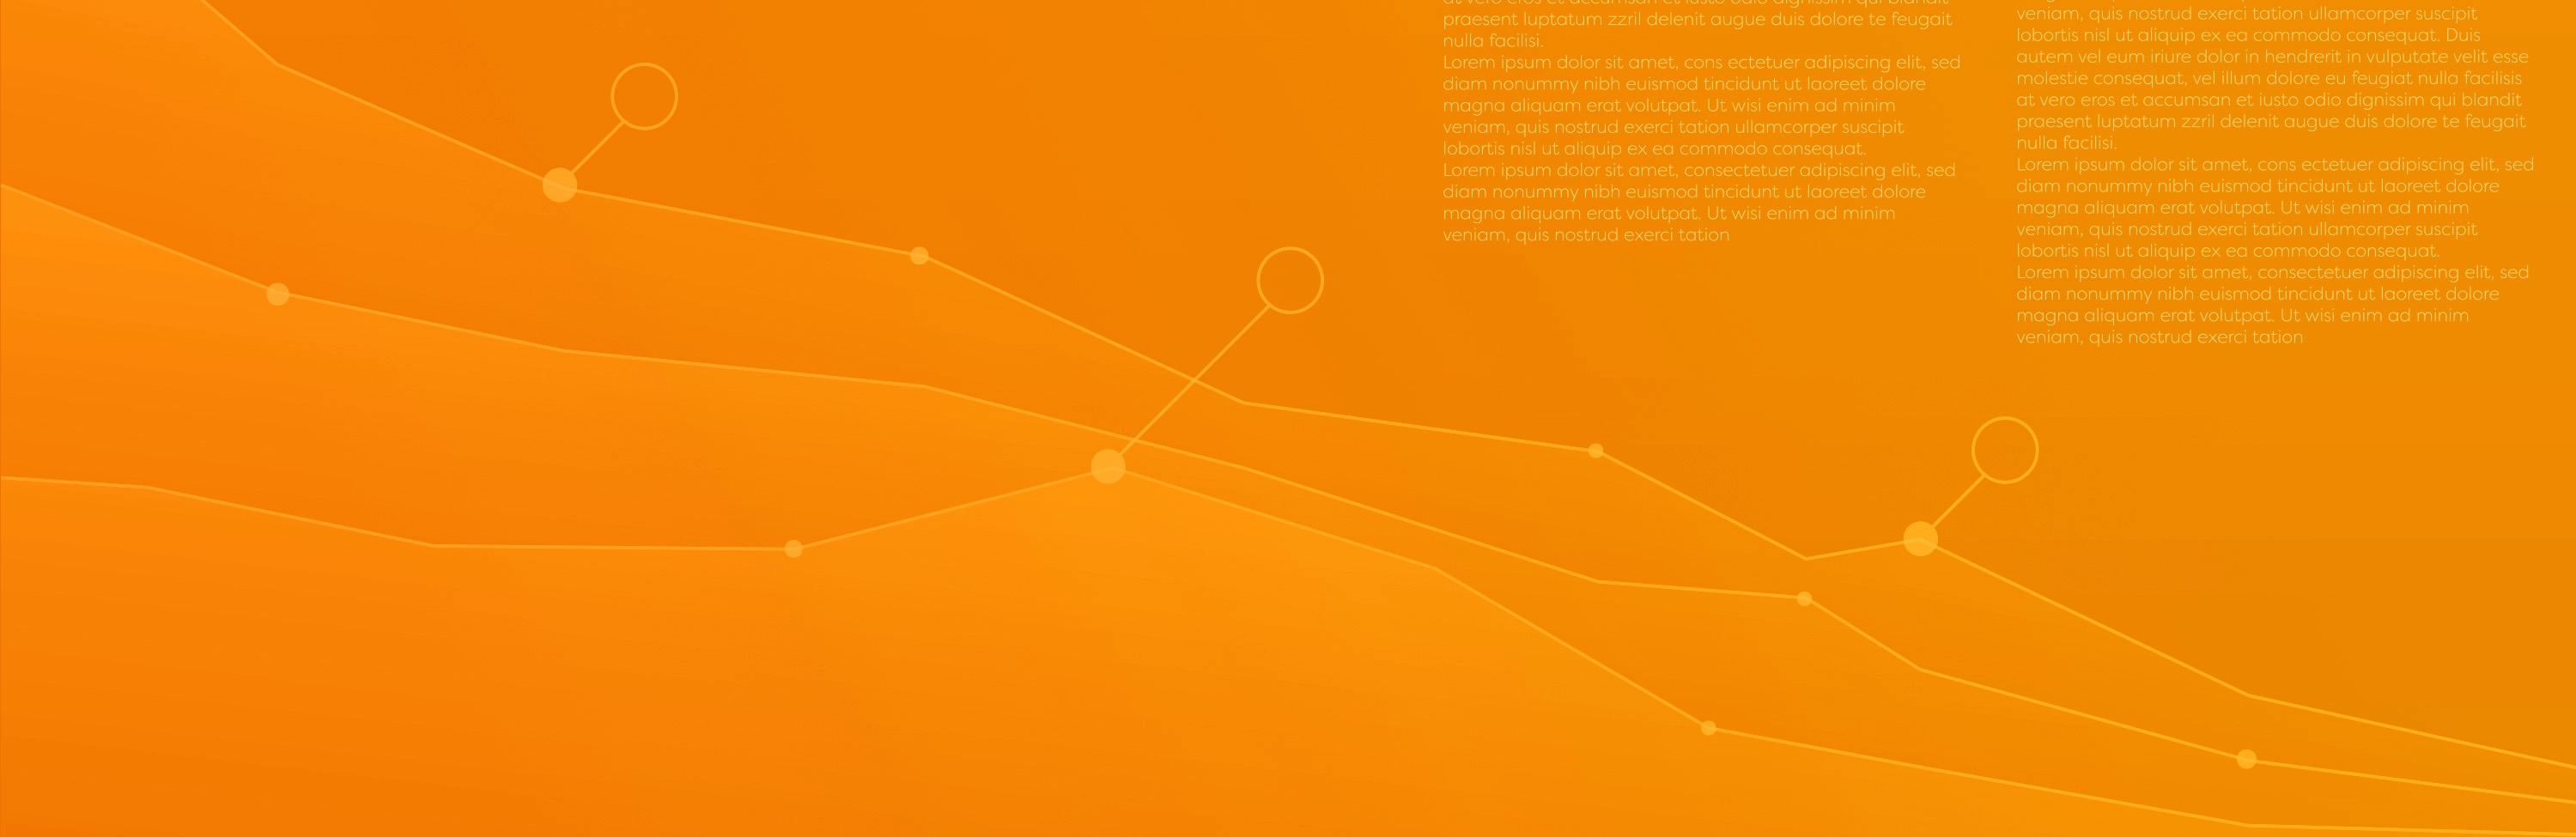 at vero eros et accumsan et iusto odio dignissim qui blandit
praesent luptatum zzril delenit augue duis dolore te feugait
nulla facilisi.
Lorem ipsum dolor sit amet, cons ectetuer adipiscing elit, sed
diam nonummy nibh euismod tincidunt ut laoreet dolore
magna aliquam erat volutpat. Ut wisi enim ad minim
veniam, quis nostrud exerci tation ullamcorper suscipit
lobortis nisl ut aliquip ex ea commodo consequat.
Lorem ipsum dolor sit amet, consectetuer adipiscing elit, sed
diam nonummy nibh euismod tincidunt ut laoreet dolore
magna aliquam erat volutpat. Ut wisi enim ad minim
veniam, quis nostrud exerci tation
veniam, quis nostrud exerci tation ullamcorper suscipit
lobortis nisl ut aliquip ex ea commodo consequat. Duis
autem vel eum iriure dolor in hendrerit in vulputate velit esse
molestie consequat, vel illum dolore eu feugiat nulla facilisis
at vero eros et accumsan et iusto odio dignissim qui blandit
praesent luptatum zzril delenit augue duis dolore te feugait
nulla facilisi.
Lorem ipsum dolor sit amet, cons ectetuer adipiscing elit, sed
diam nonummy nibh euismod tincidunt ut laoreet dolore
magna aliquam erat volutpat. Ut wisi enim ad minim
veniam, quis nostrud exerci tation ullamcorper suscipit
lobortis nisl ut aliquip ex ea commodo consequat.
Lorem ipsum dolor sit amet, consectetuer adipiscing elit, sed
diam nonummy nibh euismod tincidunt ut laoreet dolore
magna aliquam erat volutpat. Ut wisi enim ad minim
veniam, quis nostrud exerci tation